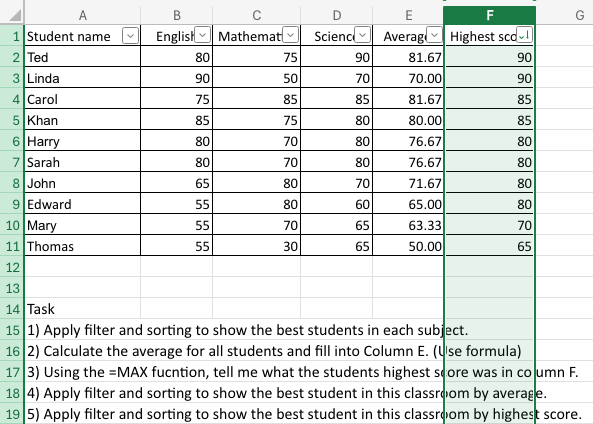 A B C D E F G
1 Student name English Mathemat Scienc Average Highest sco
2 Ted 80 75 90 81.67 90
3 Linda 90 50 70 70.00 90
4 Carol 75 85 85 81.67 85
5 Khan 85 75 80 80.00 85
6 Harry 80 70 80 76.67 80
7 Sarah 80 70 80 76.67 80
8 John 65 80 70 71.67 80
9 Edward 55 80 60 65.00 80
10 Mary 55 70 65 63.33 70
11 Thomas 55 30 65 50.00 65
12
13
14 Task
15 1) Apply filter and sorting to show the best students in each subject.
16 2) Calculate the average for all students and fill into Column E. (Use formula)
17 3) Using the =MAX fucntion, tell me what the students highest score was in column F.
18 4) Apply filter and sorting to show the best student in this classroom by average.
19 5) Apply filter and sorting to show the best student in this classroom by highest score.